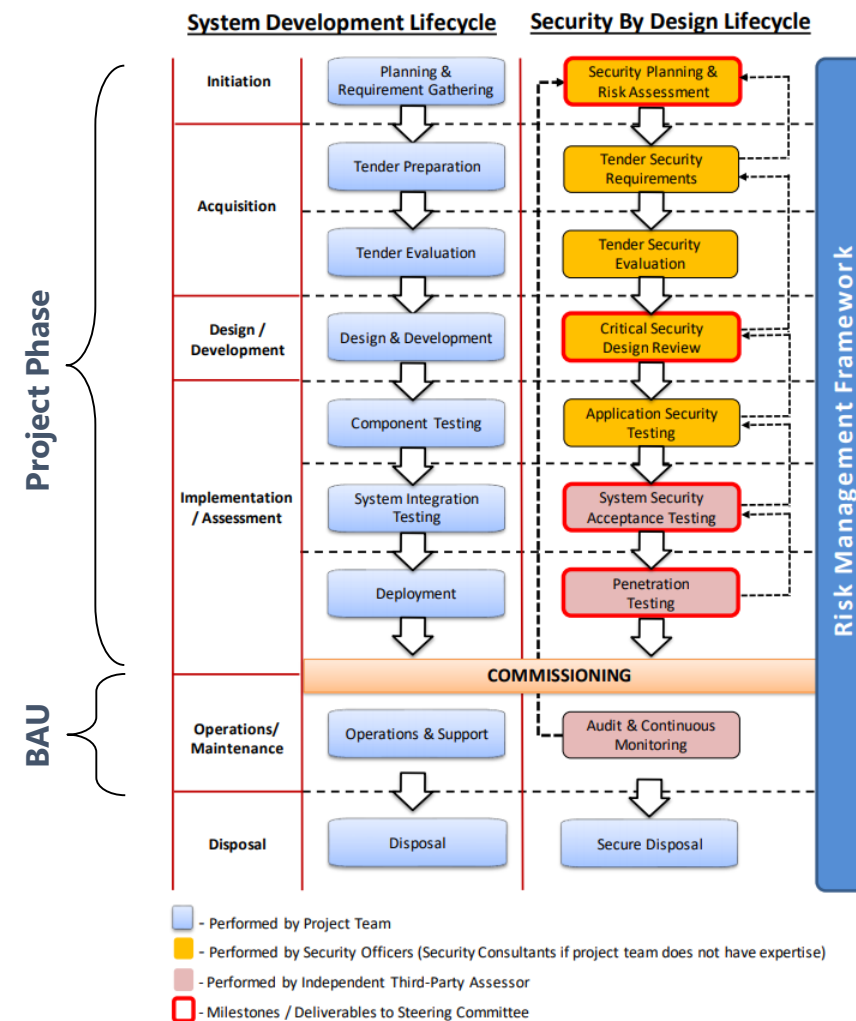 System Development Lifecycle
Security By Design Lifecycle
Project Phase
BAU
Risk Management Framework
Initiation
Planning &
Requirement Gathering
Security Planning &
Risk Assessment
Acquisition
Tender Preparation
Tender Security
Requirements
Tender Evaluation
Tender Security
Evaluation
Design /
Development
Design & Development
Critical Security
Design Review
Implementation
/ Assessment
Component Testing
Application Security
Testing
System Integration
Testing
System Security
Acceptance Testing
Deployment
Penetration
Testing
COMMISSIONING
Operations/
Maintenance
Operations & Support
Audit & Continuous
Monitoring
Disposal
Disposal
Secure Disposal
- Performed by Project Team
- Performed by Security Officers (Security Consultants if project team does not have expertise)
- Performed by Independent Third-Party Assessor
- Milestones / Deliverables to Steering Committee